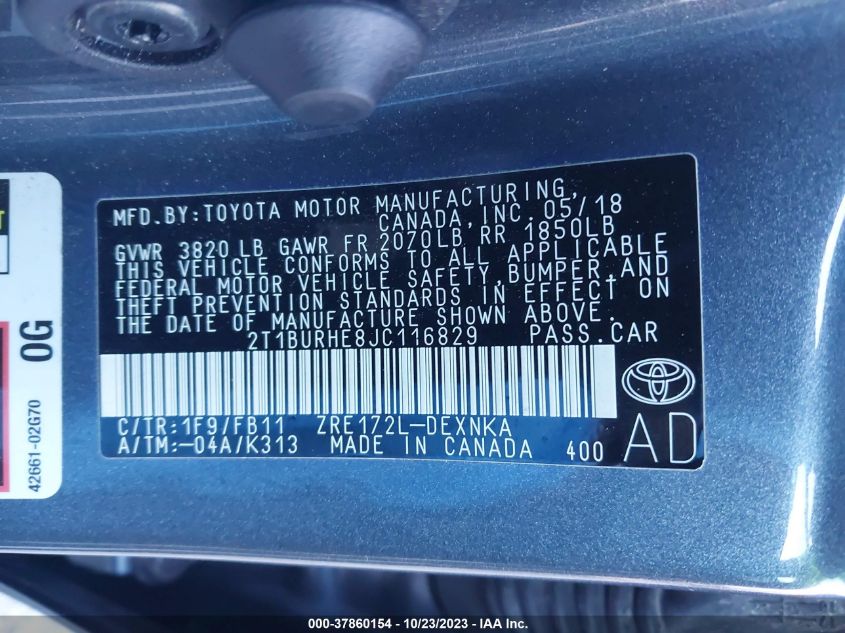 MFD.BY:TOYOTA MOTOR MANUFACTURING,
CANADA,INC. 05/18
GVWR 3820 LB GAWR FR 2070LB RR 1850LB
THIS VEHICLE CONFORMS TO ALL APPLICABLE
FEDERAL MOTOR VEHICLE SAFETY,BUMPER,AND
THEFT PREVENTION STANDARDS IN EFFECT ON
THE DATE OF MANUFACTURE SHOWN ABOVE.
2T1BURHE8JC116829 PASS.CAR
C/TR:1F9/FB11 ZRE172L-DEXNKA
A/TM:-04A/K313 MADE IN CANADA 400
AD
0G
42661-02G70
000-37860154 - 10/23/2023 - IAA Inc.